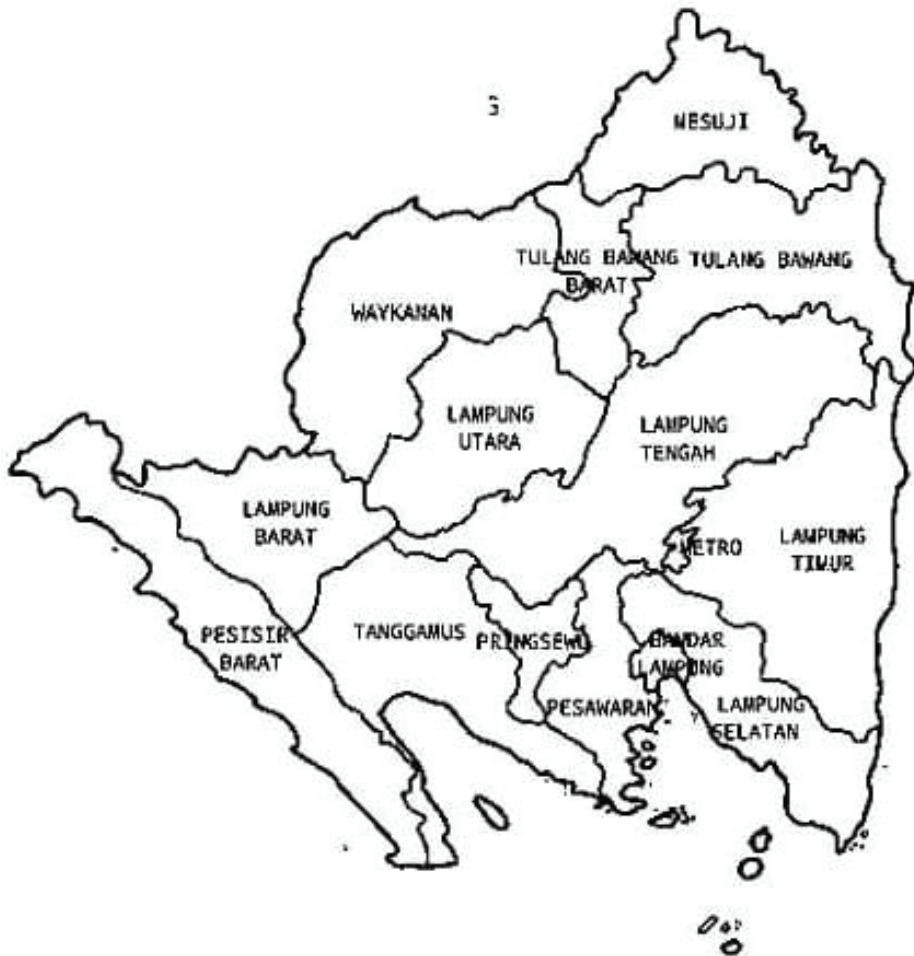 MESUJI
TULANG BAWANG
BARAT
TULANG BAWANG
WAYKANAN
LAMPUNG
UTARA
LAMPUNG
TENGAH
LAMPUNG
BARAT
METRO
LAMPUNG
TIMUR
PESISIR
BARAT
TANGGAMUS
PRINGSEWU
BANDAR
LAMPUNG
PESAWARAN
LAMPUNG
SELATAN